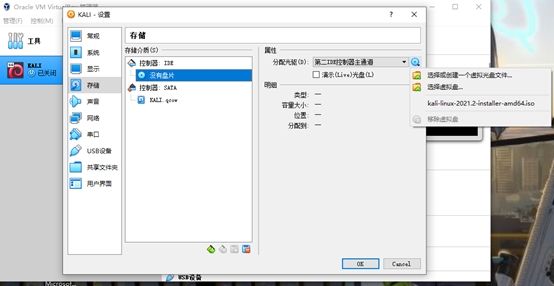 Oracle VM
管理(F) 控制(M)
工具
KALI
已关闭
KALI - 设置
常规
系统
显示
存储
声音
网络
串口
USB设备
共享文件夹
用户界面
存储
存储介质(S)
控制器: IDE
没有盘片
控制器: SATA
KALI.qcow
属性
分配光驱(D): 第二IDE控制器主通道
演示(Live)光盘(L)
明细
类型: —
容量大小: —
位置: —
分配到: —
选择或创建一个虚拟光盘文件...
选择虚拟盘...
kali-linux-2021.2-installer-amd64.iso
移除虚拟盘
OK
Cancel
USB设备
Microsoft...